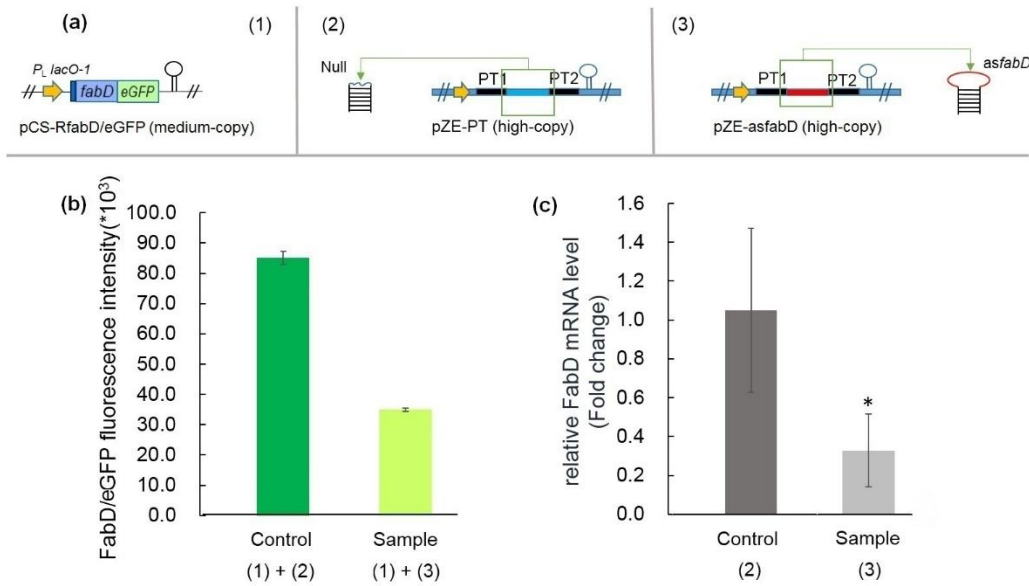 (a)
(1)
P_L lacO-1
fabD eGFP
pCS-RfabD/eGFP (medium-copy)
(2)
Null
PT1 PT2
pZE-PT (high-copy)
(3)
PT1 PT2
asfabD
pZE-asfabD (high-copy)
(b)
FabD/eGFP fluorescence intensity(*10^3)
100.0
90.0
80.0
70.0
60.0
50.0
40.0
30.0
20.0
10.0
0.0
Control Sample
(1) + (2) (1) + (3)
(c)
relative FabD mRNA level
(Fold change)
1.6
1.4
1.2
1.0
0.8
0.6
0.4
0.2
0.0
*
Control Sample
(2) (3)